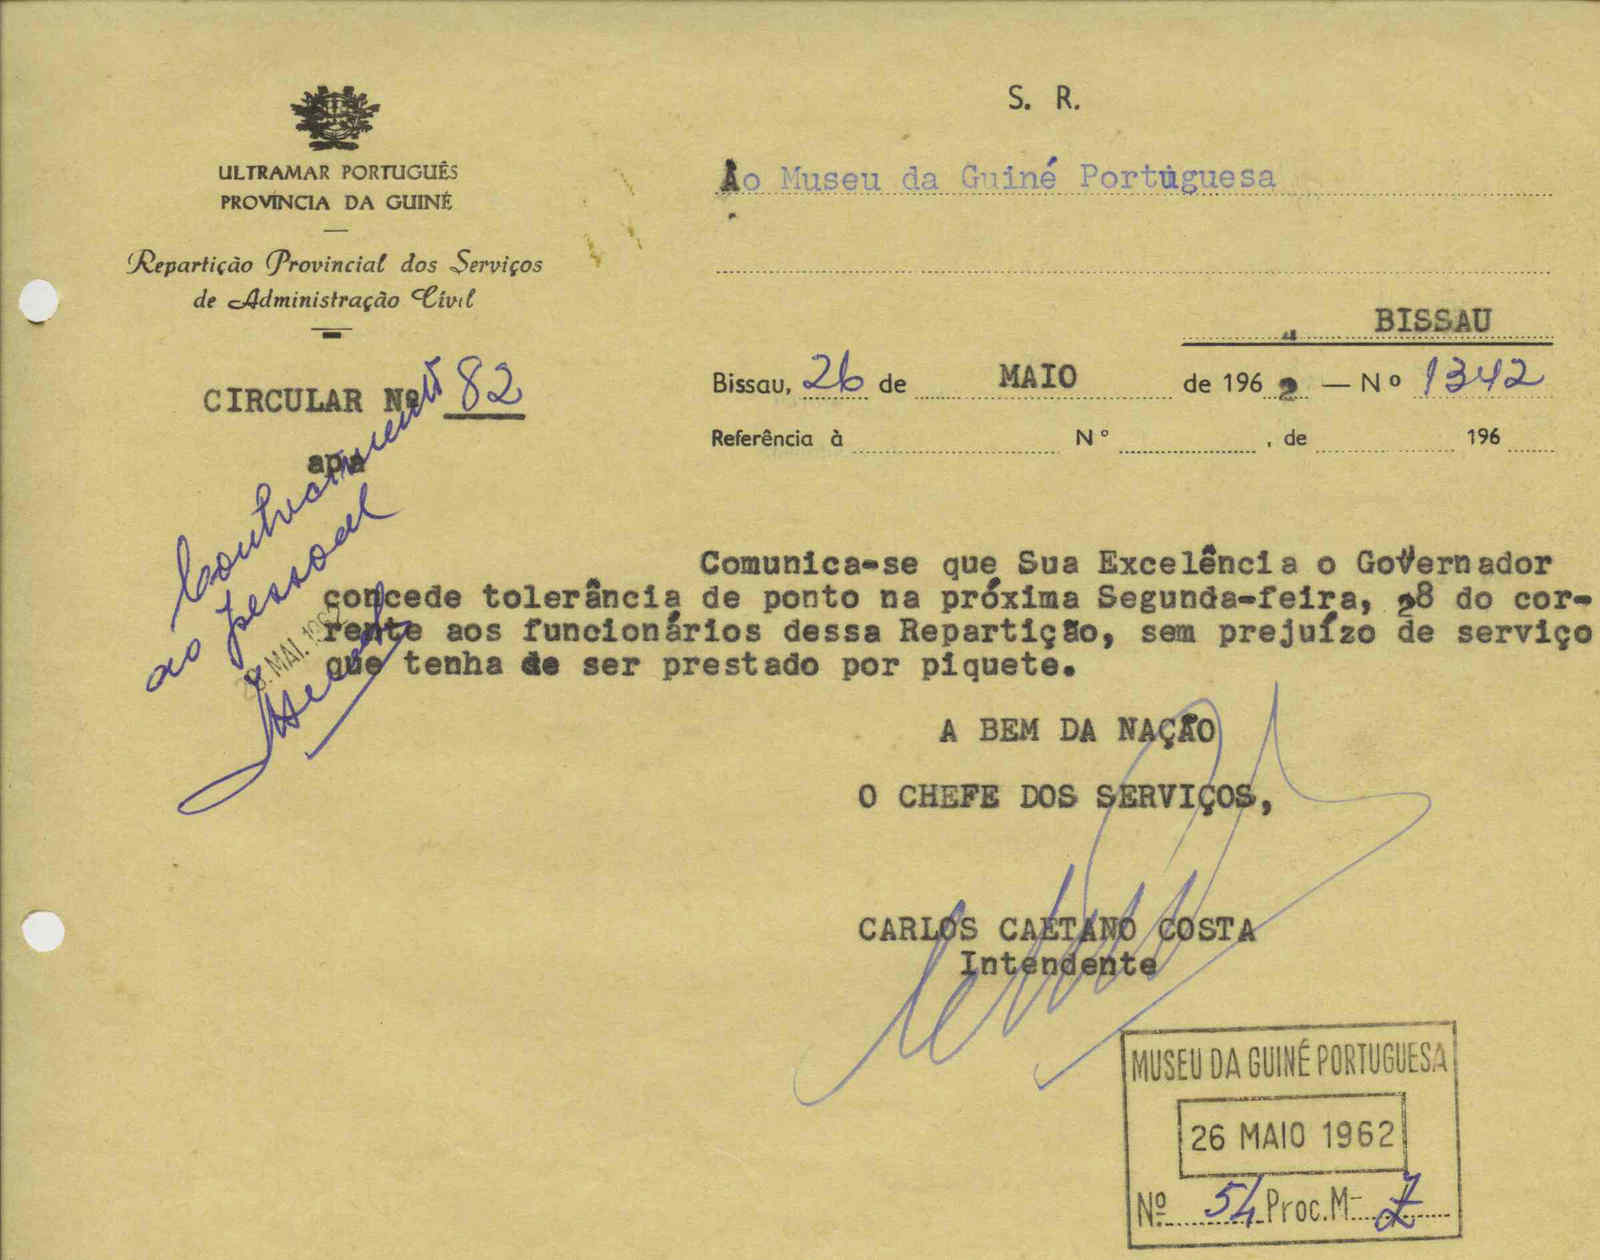 S. R.
ULTRAMAR PORTUGUÊS
PROVÍNCIA DA GUINÉ
Repartição Provincial dos Serviços
de Administração Civil
CIRCULAR Nº 82
Ao Museu da Guiné Portuguesa
BISSAU
Bissau, 26 de MAIO de 1962 — Nº 1342
Referência à Nº , de 196
ao pessoal
MAI. 1962
Comunica-se que Sua Excelência o Governador
concede tolerância de ponto na próxima Segunda-feira, 28 do cor-
rente aos funcionários dessa Repartição, sem prejuízo de serviço
que tenha de ser prestado por piquete.
A BEM DA NAÇÃO
O CHEFE DOS SERVIÇOS,
CARLOS CAETANO COSTA
Intendente
MUSEU DA GUINÉ PORTUGUESA
26 MAIO 1962
Nº 54 Proc. M- Z